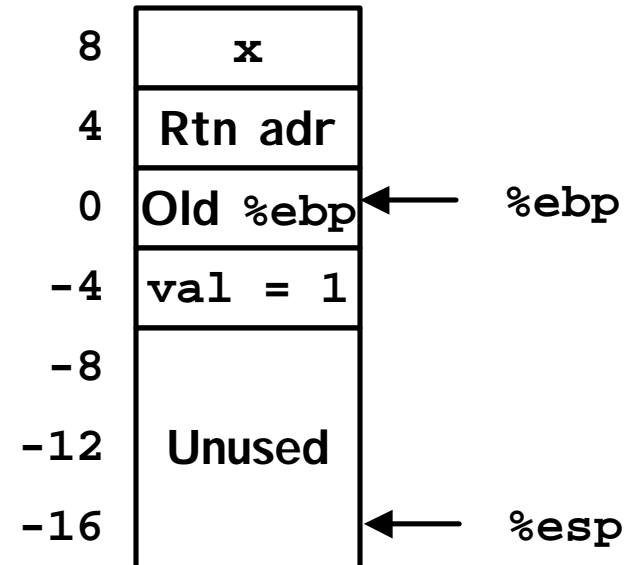 8 x
4 Rtn adr
0 Old %ebp %ebp
-4 val = 1
-8
-12 Unused
-16 %esp